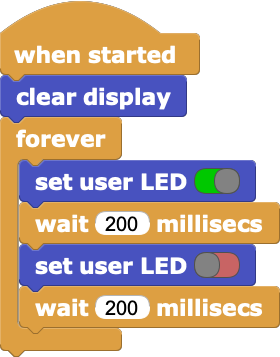 when started
clear display
forever
set user LED
wait 200 millisecs
set user LED
wait 200 millisecs